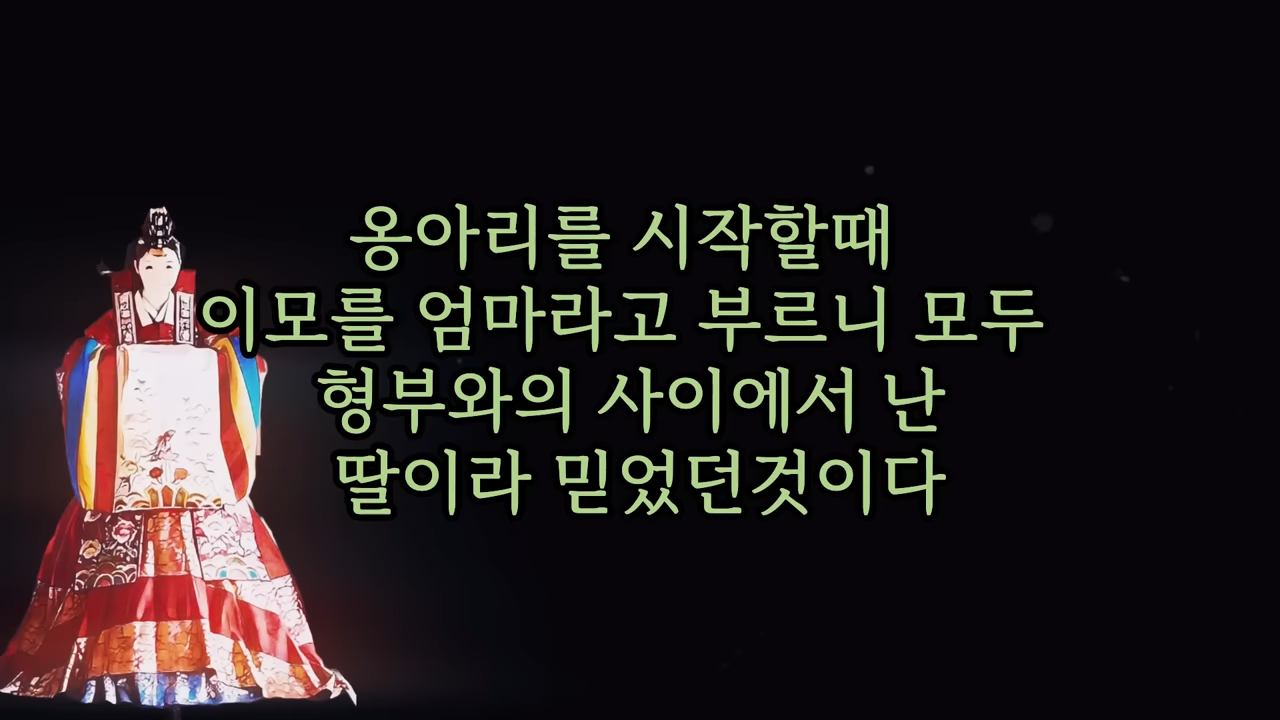 옹아리를 시작할때
이모를 엄마라고 부르니 모두
형부와의 사이에서 난
딸이라 믿었던것이다